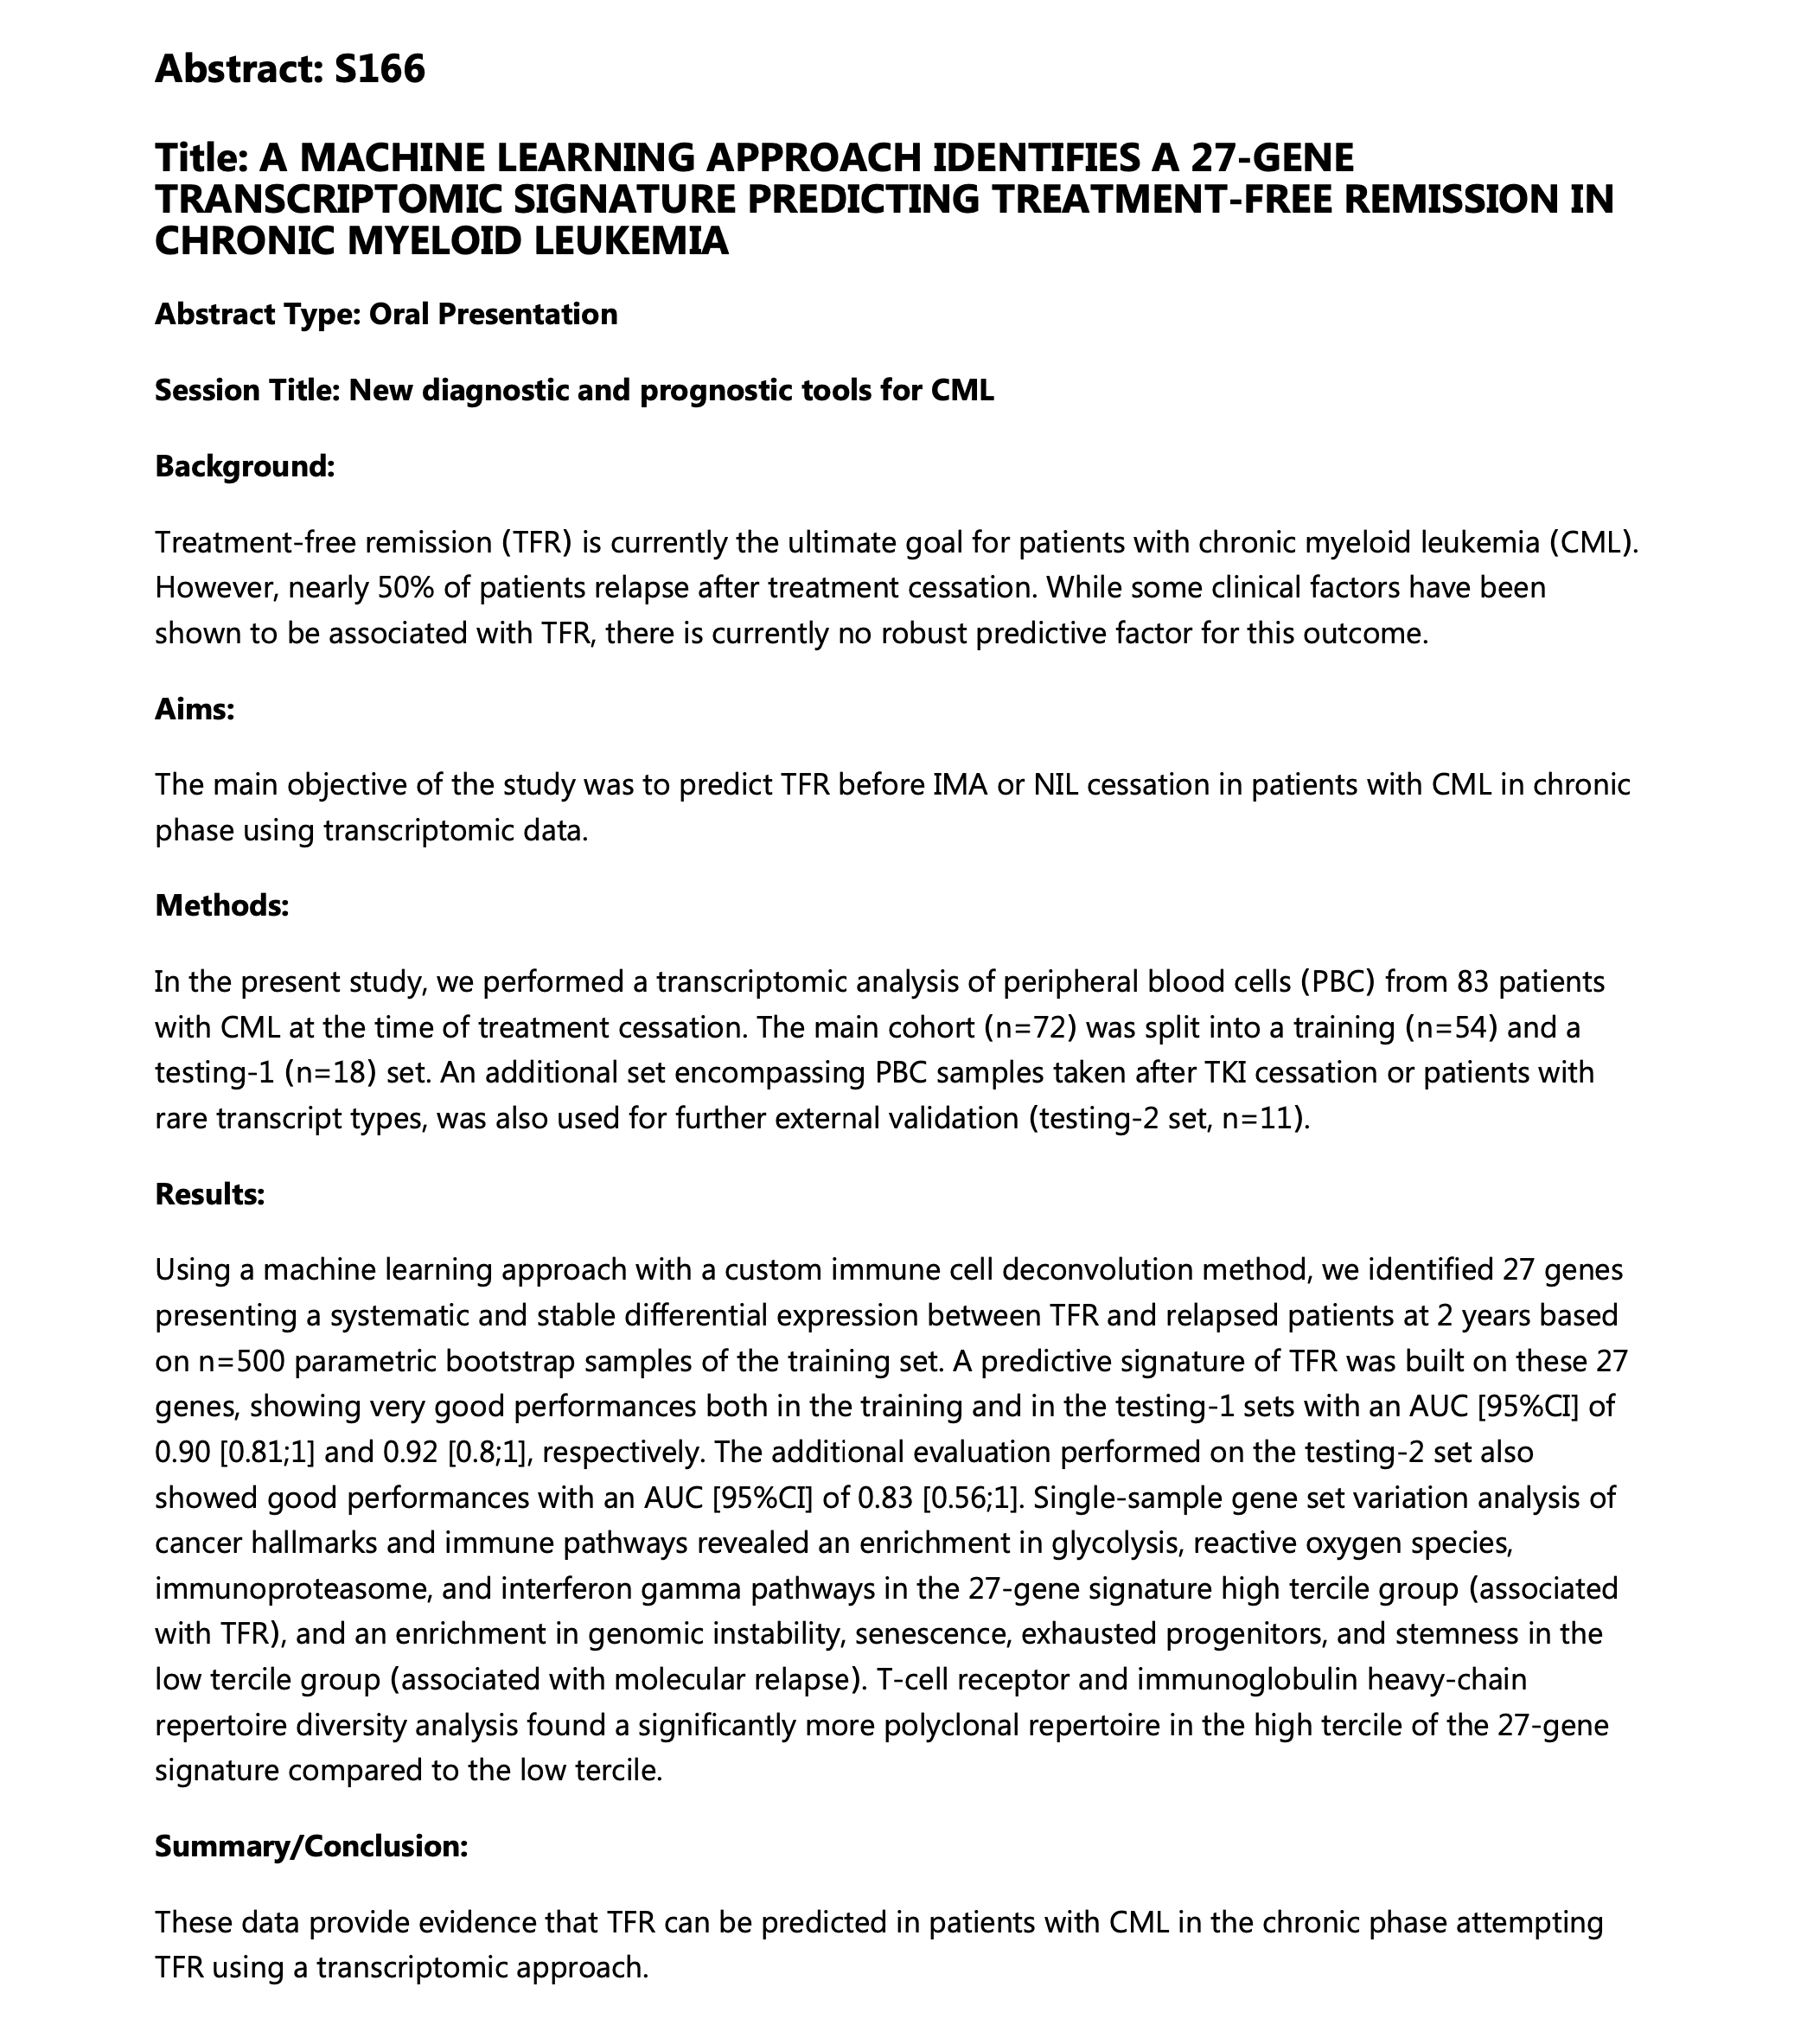 Abstract: S166
Title: A MACHINE LEARNING APPROACH IDENTIFIES A 27-GENE
TRANSCRIPTOMIC SIGNATURE PREDICTING TREATMENT-FREE REMISSION IN
CHRONIC MYELOID LEUKEMIA
Abstract Type: Oral Presentation
Session Title: New diagnostic and prognostic tools for CML
Background:
Treatment-free remission (TFR) is currently the ultimate goal for patients with chronic myeloid leukemia (CML).
However, nearly 50% of patients relapse after treatment cessation. While some clinical factors have been
shown to be associated with TFR, there is currently no robust predictive factor for this outcome.
Aims:
The main objective of the study was to predict TFR before IMA or NIL cessation in patients with CML in chronic
phase using transcriptomic data.
Methods:
In the present study, we performed a transcriptomic analysis of peripheral blood cells (PBC) from 83 patients
with CML at the time of treatment cessation. The main cohort (n=72) was split into a training (n=54) and a
testing-1 (n=18) set. An additional set encompassing PBC samples taken after TKI cessation or patients with
rare transcript types, was also used for further external validation (testing-2 set, n=11).
Results:
Using a machine learning approach with a custom immune cell deconvolution method, we identified 27 genes
presenting a systematic and stable differential expression between TFR and relapsed patients at 2 years based
on n=500 parametric bootstrap samples of the training set. A predictive signature of TFR was built on these 27
genes, showing very good performances both in the training and in the testing-1 sets with an AUC [95%CI] of
0.90 [0.81;1] and 0.92 [0.8;1], respectively. The additional evaluation performed on the testing-2 set also
showed good performances with an AUC [95%CI] of 0.83 [0.56;1]. Single-sample gene set variation analysis of
cancer hallmarks and immune pathways revealed an enrichment in glycolysis, reactive oxygen species,
immunoproteasome, and interferon gamma pathways in the 27-gene signature high tercile group (associated
with TFR), and an enrichment in genomic instability, senescence, exhausted progenitors, and stemness in the
low tercile group (associated with molecular relapse). T-cell receptor and immunoglobulin heavy-chain
repertoire diversity analysis found a significantly more polyclonal repertoire in the high tercile of the 27-gene
signature compared to the low tercile.
Summary/Conclusion:
These data provide evidence that TFR can be predicted in patients with CML in the chronic phase attempting
TFR using a transcriptomic approach.